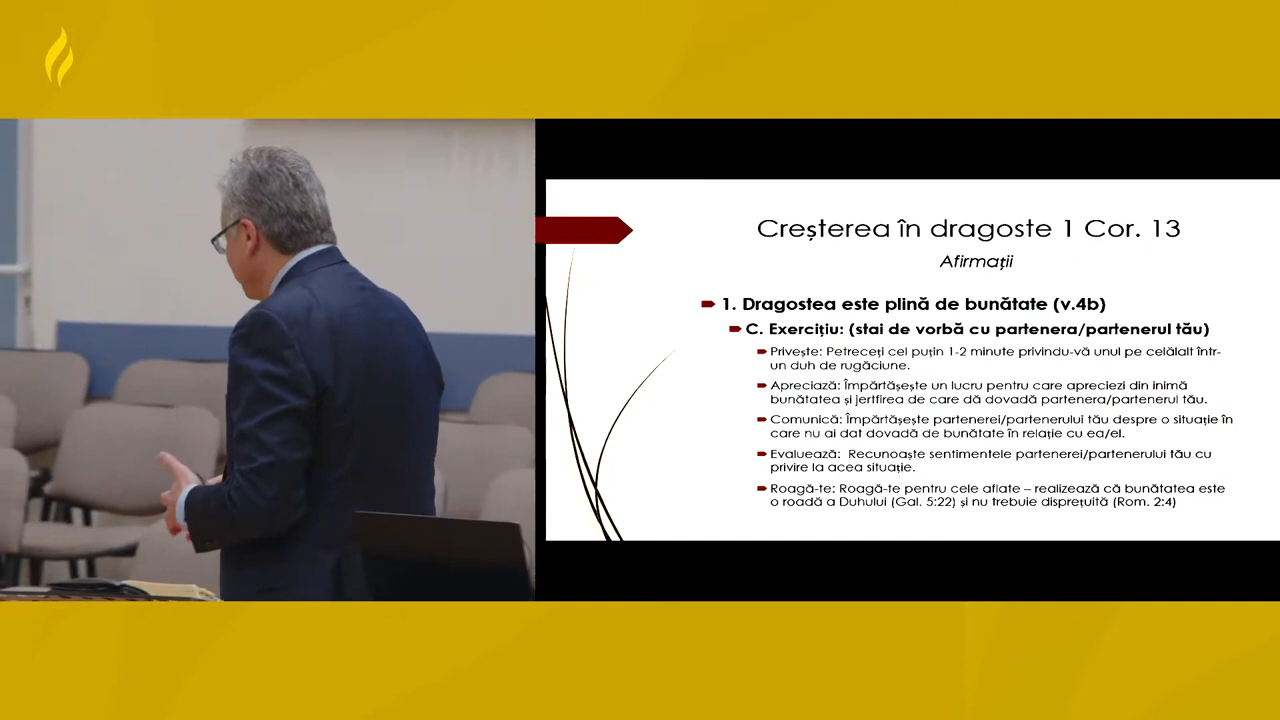 Creșterea în dragoste 1 Cor. 13
Afirmații
1. Dragostea este plină de bunătate (v.4b)
C. Exercițiu: (stai de vorbă cu partenera/partenerul tău)
Privește: Petreceți cel puțin 1-2 minute privindu-vă unul pe celălalt într-
un duh de rugăciune.
Apreciază: Împărtășește un lucru pentru care apreciezi din inimă
bunătatea și jertfirea de care dă dovadă partenera/partenerul tău.
Comunică: Împărtășește partenerei/partenerului tău despre o situație în
care nu ai dat dovadă de bunătate în relație cu ea/el.
Evaluează: Recunoaște sentimentele partenerei/partenerului tău cu
privire la acea situație.
Roagă-te: Roagă-te pentru cele aflate – realizează că bunătatea este
o roadă a Duhului (Gal. 5:22) și nu trebuie disprețuită (Rom. 2:4)